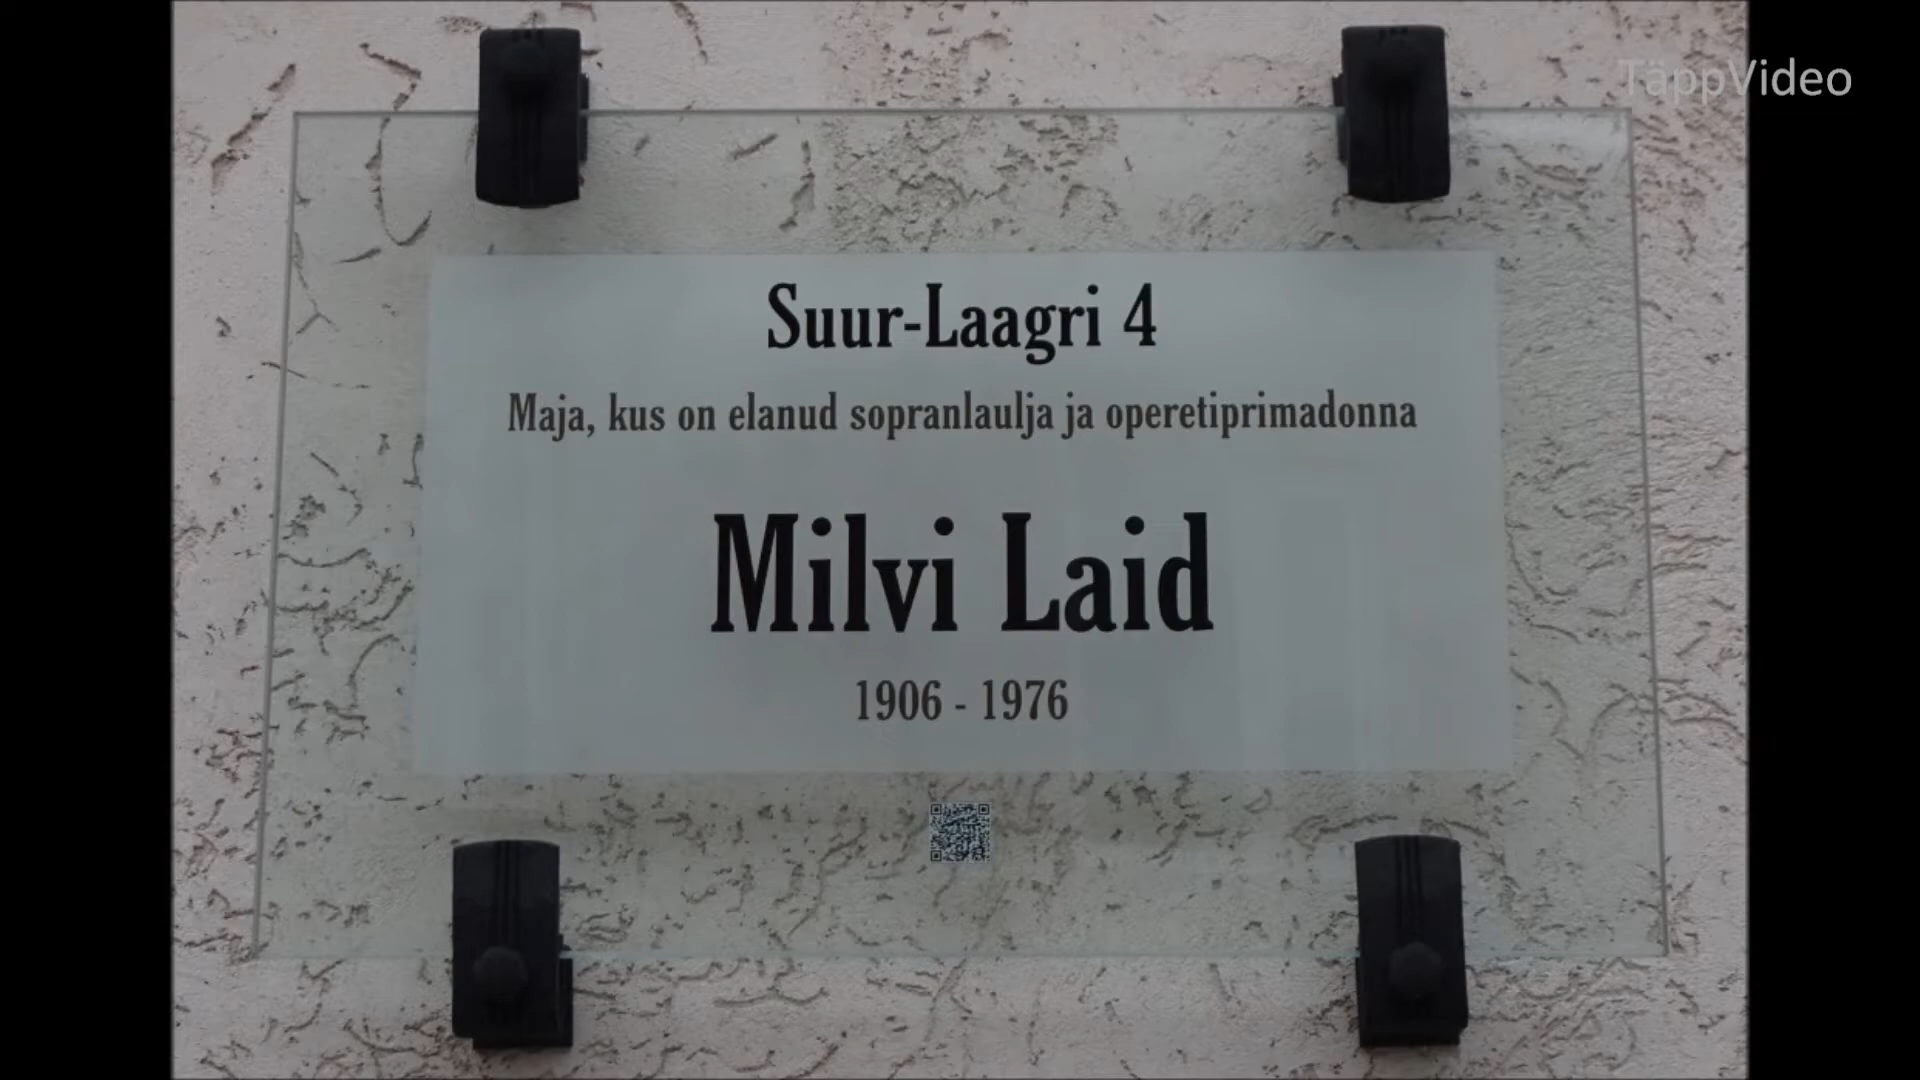 TäppVideo
Suur-Laagri 4
Maja, kus on elanud sopranlaulja ja operetiprimadonna
Milvi Laid
1906 - 1976